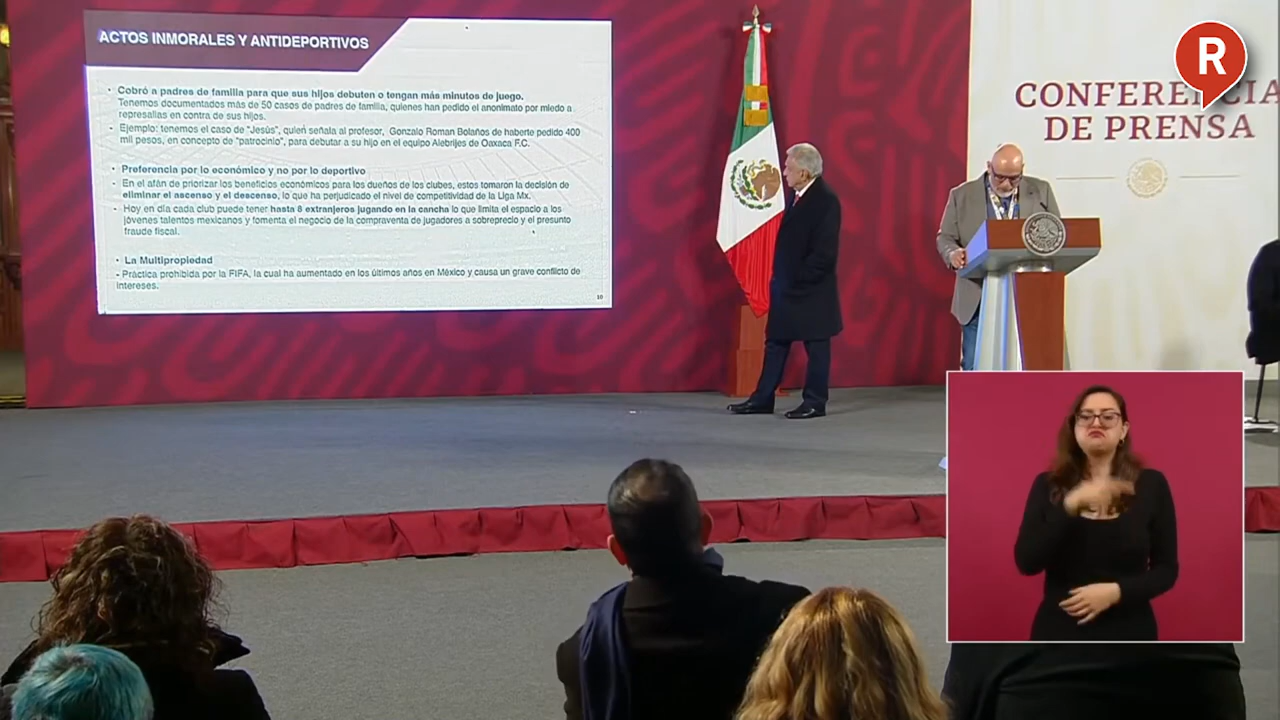 ACTOS INMORALES Y ANTIDEPORTIVOS
• Cobró a padres de familia para que sus hijos debuten o tengan más minutos de juego.
Tenemos documentados más de 50 casos de padres de familia, quienes han pedido el anonimato por miedo a
represalias en contra de sus hijos.
• Ejemplo: tenemos el caso de "Jesús", quien señala al profesor, Gonzalo Roman Bolaños de haberte pedido 400
mil pesos, en concepto de "patrocinio", para debutar a su hijo en el equipo Alebrijes de Oaxaca F.C.
• Preferencia por lo económico y no por lo deportivo
• En el afán de priorizar los beneficios económicos para los dueños de los clubes, estos tomaron la decisión de
eliminar el ascenso y el descenso, lo que ha perjudicado el nivel de competitividad de la Liga Mx.
• Hoy en día cada club puede tener hasta 8 extranjeros jugando en la cancha lo que limita el espacio a los
jóvenes talentos mexicanos y fomenta el negocio de la compraventa de jugadores a sobreprecio y el presunto
fraude fiscal.
• La Multipropiedad
- Práctica prohibida por la FIFA, la cual ha aumentado en los últimos años en México y causa un grave conflicto de
intereses.
10
R
CONFERENCIA
DE PRENSA